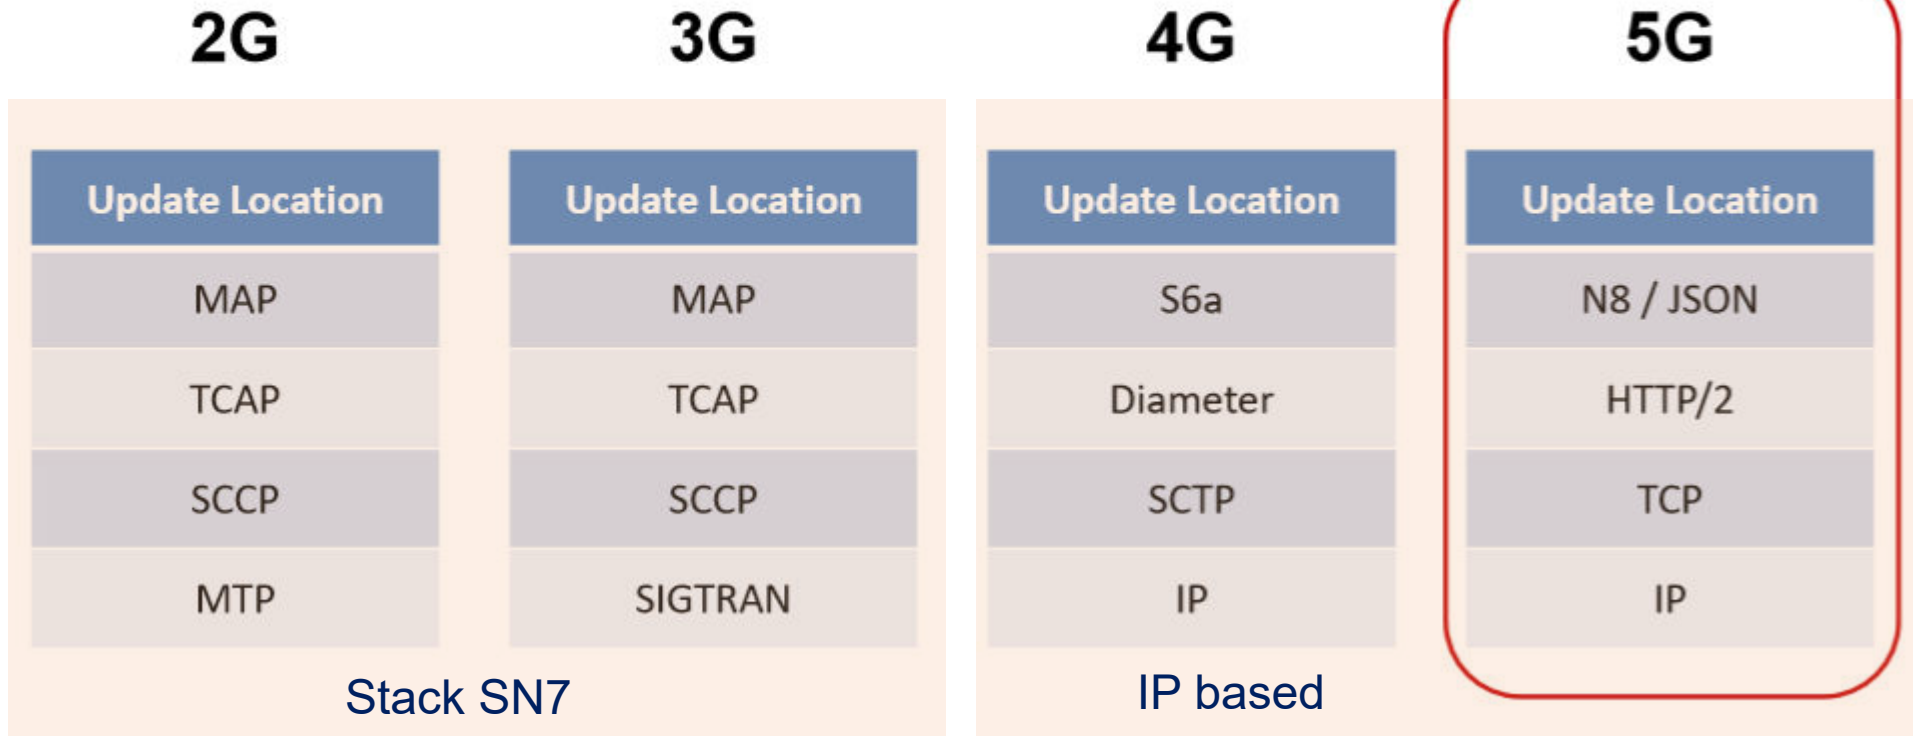 2G 3G 4G 5G
Update Location Update Location Update Location Update Location
MAP MAP S6a N8 / JSON
TCAP TCAP Diameter HTTP/2
SCCP SCCP SCTP TCP
MTP SIGTRAN IP IP
Stack SN7 IP based